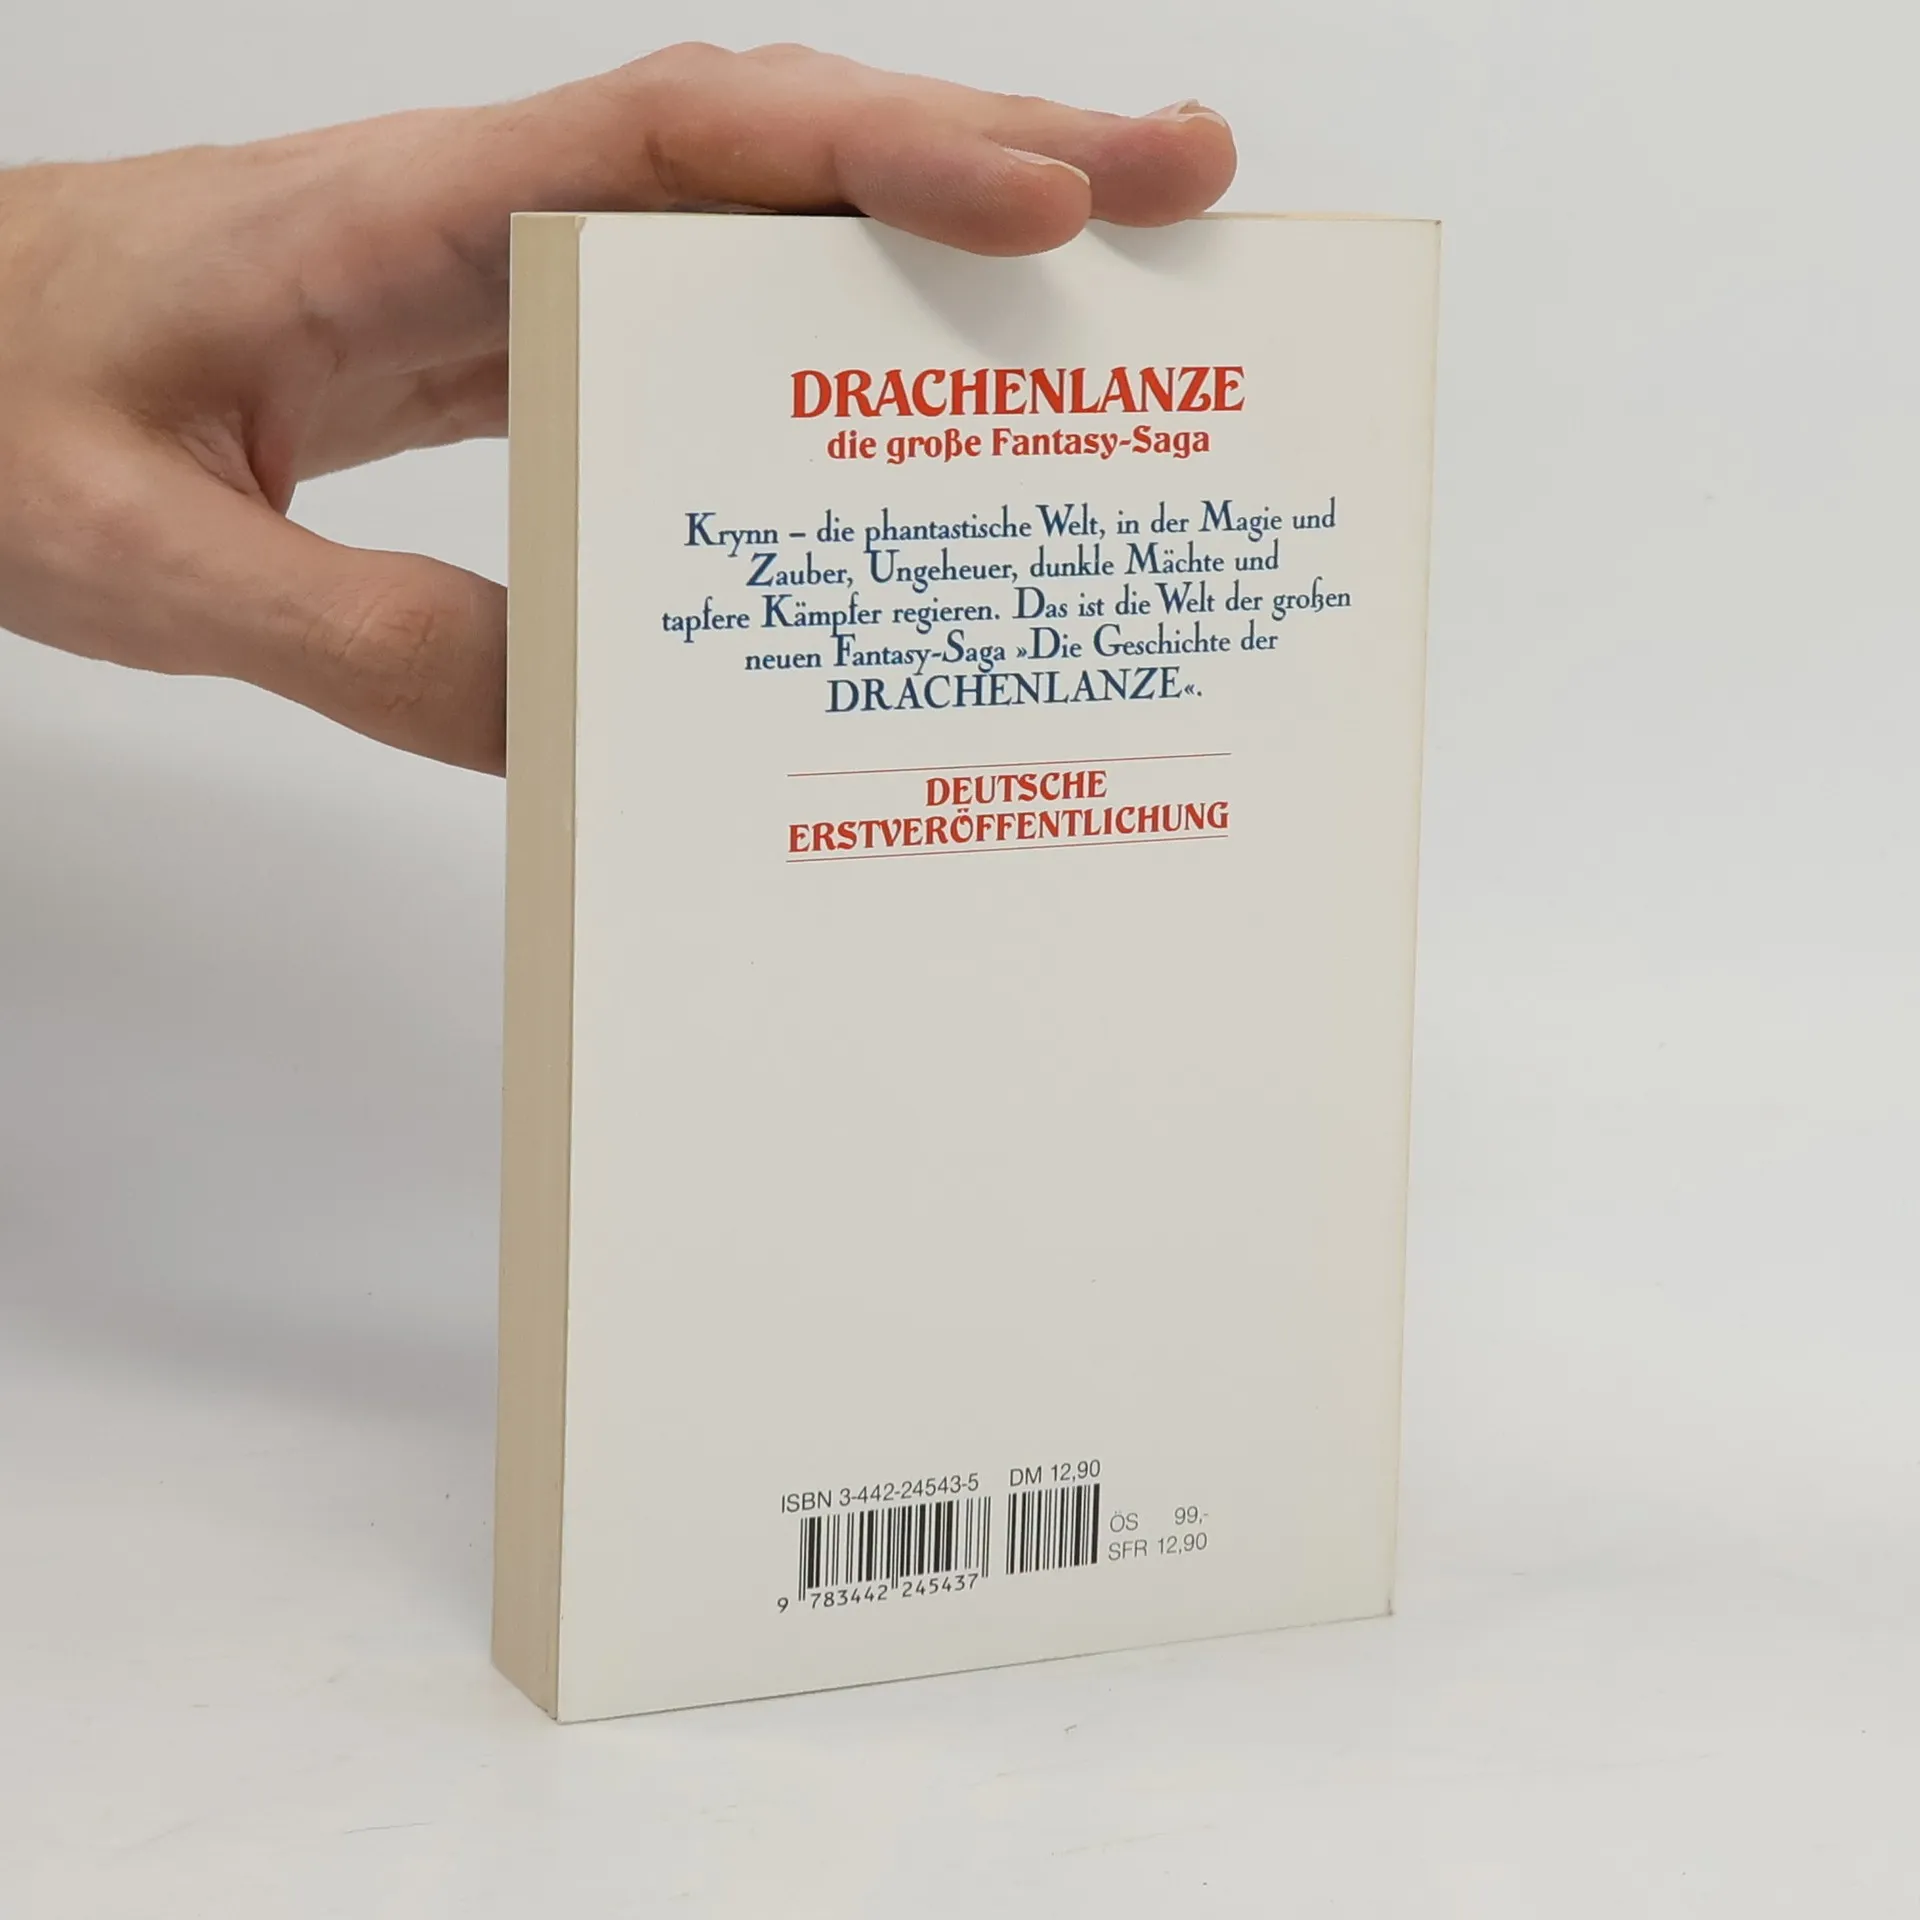 DRACHENLANZE
die große Fantasy-Saga
Krynn – die phantastische Welt, in der Magie und
Zauber, Ungeheuer, dunkle Mächte und
tapfere Kämpfer regieren. Das ist die Welt der großen
neuen Fantasy-Saga »Die Geschichte der
DRACHENLANZE«.
DEUTSCHE
ERSTVERÖFFENTLICHUNG
ISBN 3-442-24543-5 DM 12,90
ÖS 99,-
SFR 12,90
9 783442 245437